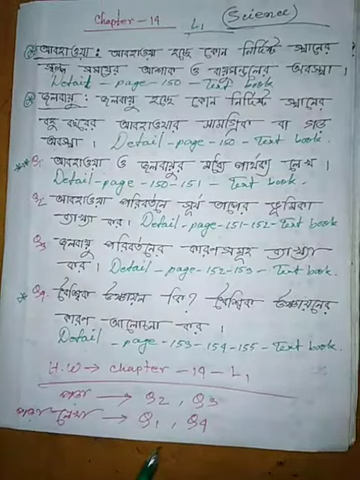 Chapter - 14 L1 (Science)
আবহাওয়া : আবহাওয়া হচ্ছে কোন নির্দিষ্ট স্থানের
স্বল্প সময়ের আকাশ ও বায়ুমন্ডলের অবস্থা।
Detail - page - 150 - Text book
জলবায়ু : জলবায়ু হচ্ছে কোন নির্দিষ্ট স্থানের
বহু বছরের আবহাওয়ার সামগ্রিক বা গড়
অবস্থা। Detail - page - 150 - Text book.
** Q1 আবহাওয়া ও জলবায়ুর মধ্যে পার্থক্য লেখ।
Detail - page - 150 - 151 - Text book.
Q2 আবহাওয়া পরিবর্তনে সূর্য তাপের ভূমিকা
ব্যাখ্যা কর। Detail - page - 151 - 152 - Text book
Q3 জলবায়ু পরিবর্তনের কারণসমূহ ব্যাখ্যা
কর। Detail - page - 152 - 153 - Text book.
* Q4 বৈশ্বিক উষ্ণায়ন কি? বৈশ্বিক উষ্ণায়নের
কারণ আলোচনা কর।
Detail - page - 153 - 154 - 155 - Text book.
H.W → Chapter - 14 - L1
পড়া → Q2, Q3
পড়া লেখা → Q1, Q4